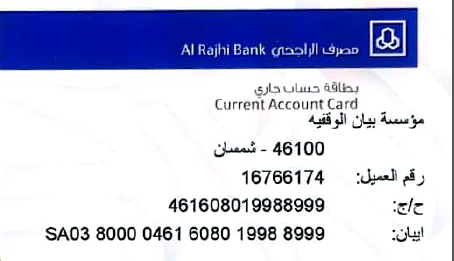 مصرف الراجحي Al Rajhi Bank
بطاقة حساب جاري
Current Account Card
مؤسسة بيان الوقفيه
46100 - شمسان
رقم العميل: 16766174
ح/ج: 461608019988999
ايبان: SA03 8000 0461 6080 1998 8999